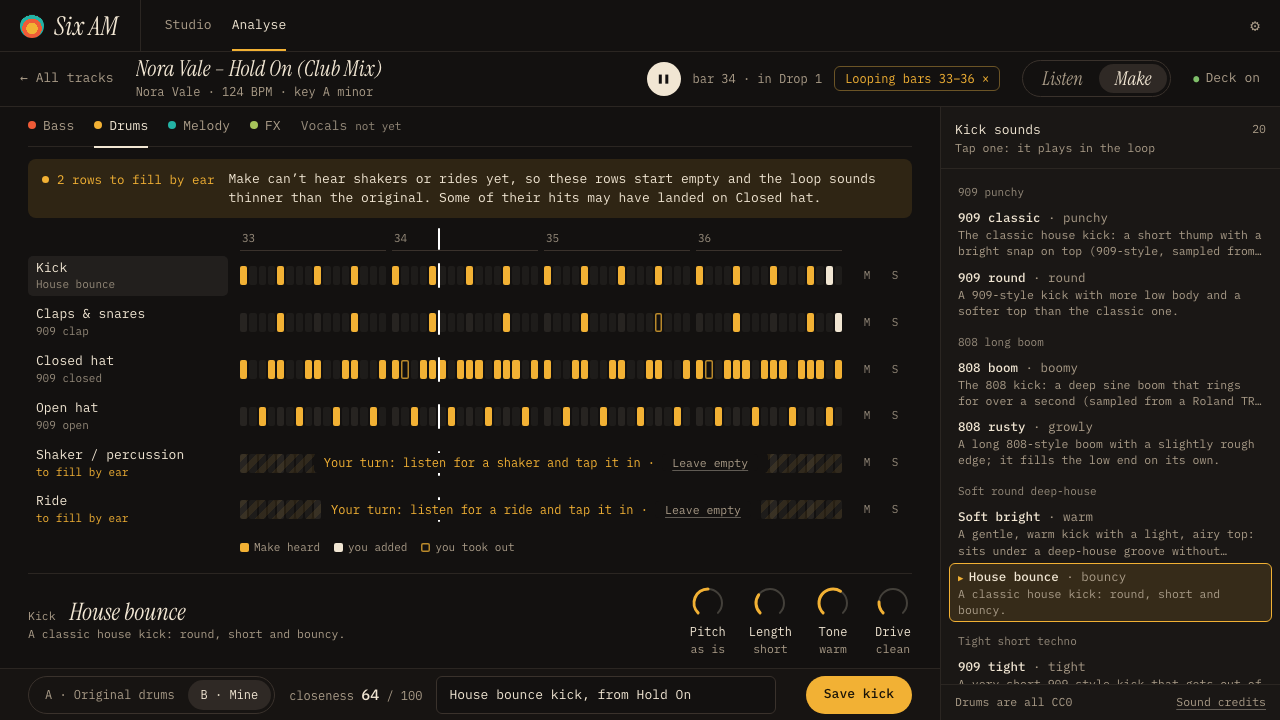 Six AM
Studio Analyse
← All tracks
Nora Vale – Hold On (Club Mix)
Nora Vale · 124 BPM · key A minor
bar 34 · in Drop 1
Looping bars 33–36 ×
Listen Make
Deck on
Bass Drums Melody FX Vocals not yet
2 rows to fill by ear
Make can’t hear shakers or rides yet, so these rows start empty and the loop sounds
thinner than the original. Some of their hits may have landed on Closed hat.
33 34 35 36
Kick
House bounce
M S
Claps & snares
909 clap
M S
Closed hat
909 closed
M S
Open hat
909 open
M S
Shaker / percussion
to fill by ear
Your turn: listen for a shaker and tap it in · Leave empty
M S
Ride
to fill by ear
Your turn: listen for a ride and tap it in · Leave empty
M S
Make heard you added you took out
Kick House bounce
A classic house kick: round, short and bouncy.
Pitch
as is
Length
short
Tone
warm
Drive
clean
A · Original drums B · Mine
closeness 64 / 100
House bounce kick, from Hold On
Save kick
Kick sounds 20
Tap one: it plays in the loop
909 punchy
909 classic · punchy
The classic house kick: a short thump with a
bright snap on top (909-style, sampled from…
909 round · round
A 909-style kick with more low body and a
softer top than the classic one.
808 long boom
808 boom · boomy
The 808 kick: a deep sine boom that rings
for over a second (sampled from a Roland TR…
808 rusty · growly
A long 808-style boom with a slightly rough
edge; it fills the low end on its own.
Soft round deep-house
Soft bright · warm
A gentle, warm kick with a light, airy top:
sits under a deep-house groove without…
▸ House bounce · bouncy
A classic house kick: round, short and
bouncy.
Tight short techno
909 tight · tight
A very short 909-style kick that gets out of
Drums are all CC0 Sound credits